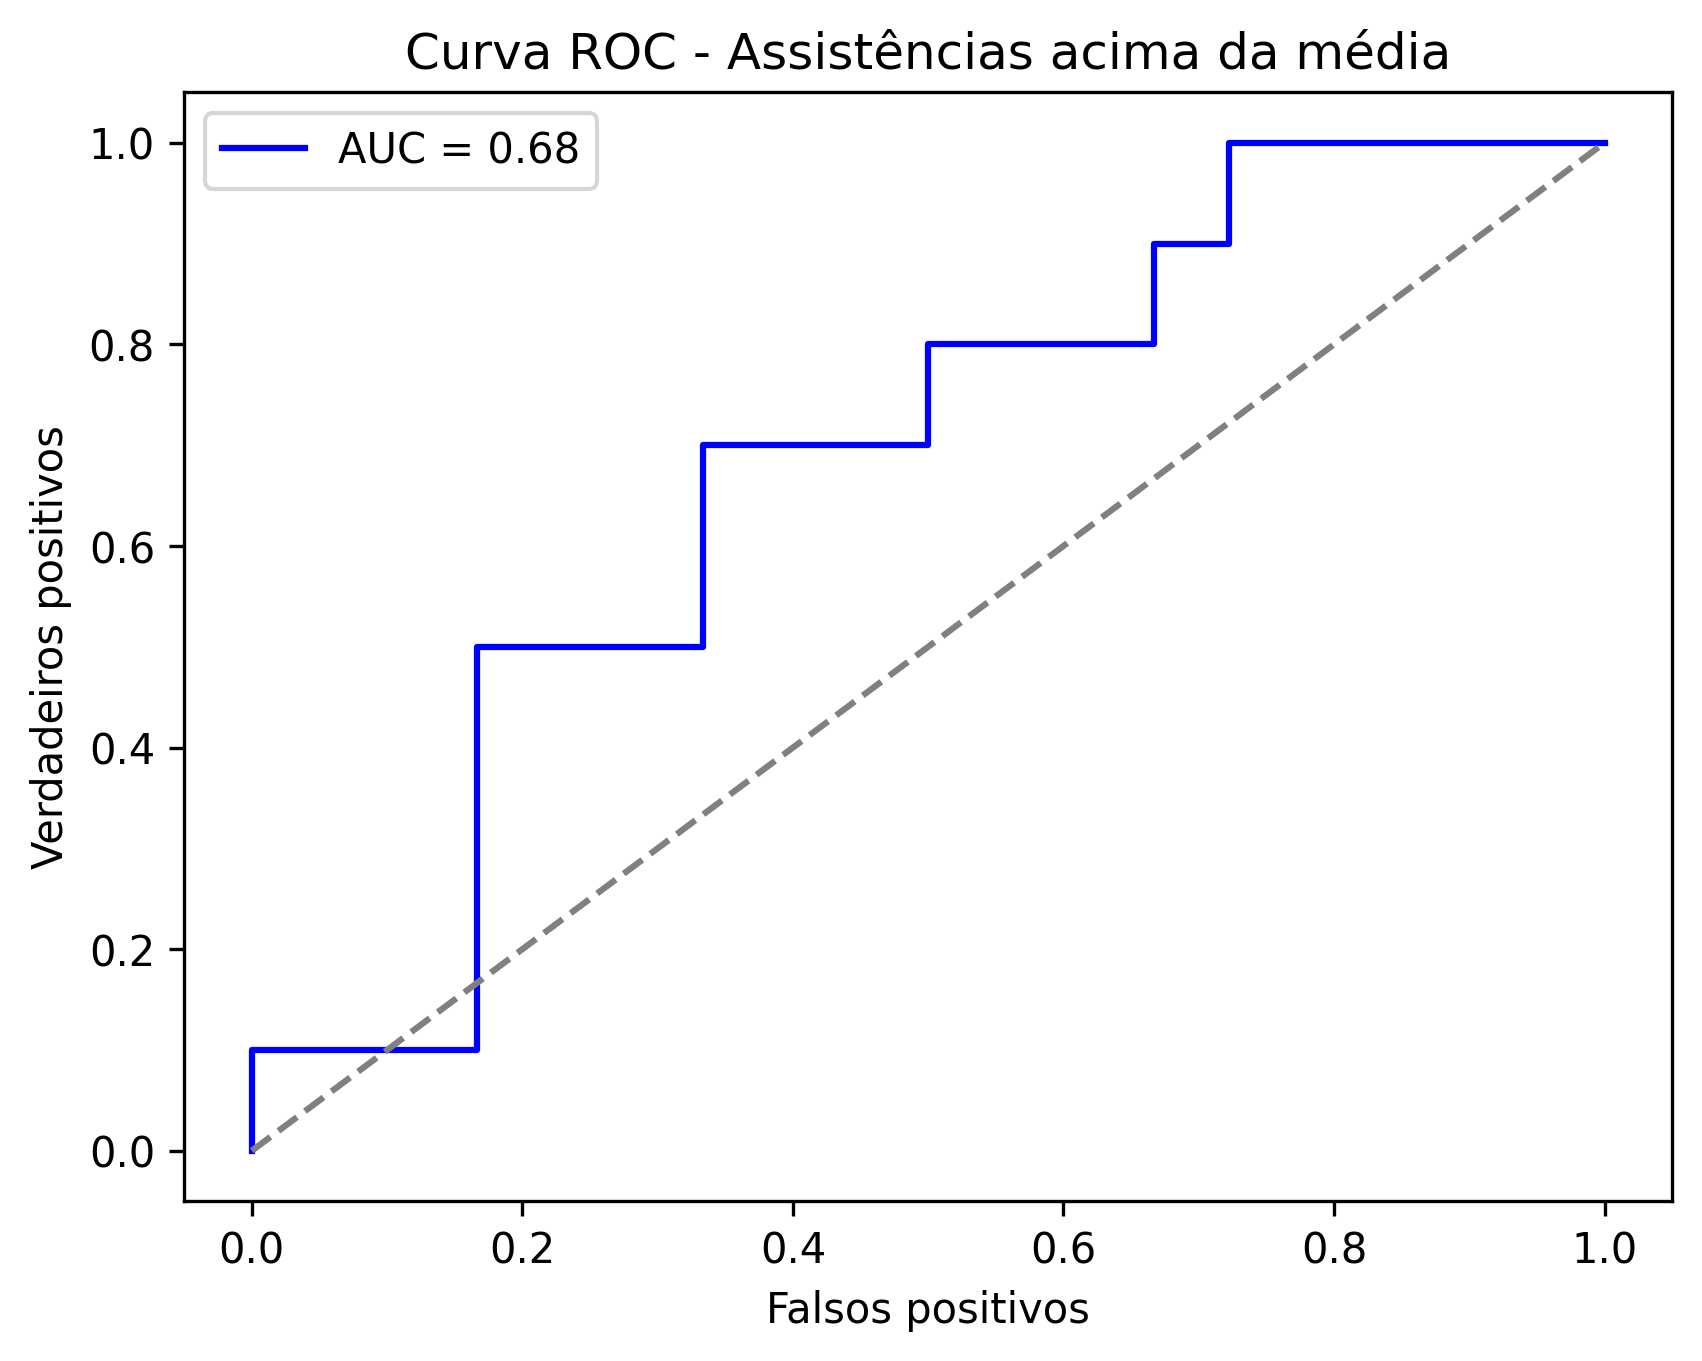 Curva ROC - Assistências acima da média
AUC = 0.68
1.0
0.8
0.6
0.4
0.2
0.0
Verdadeiros positivos
0.0 0.2 0.4 0.6 0.8 1.0
Falsos positivos